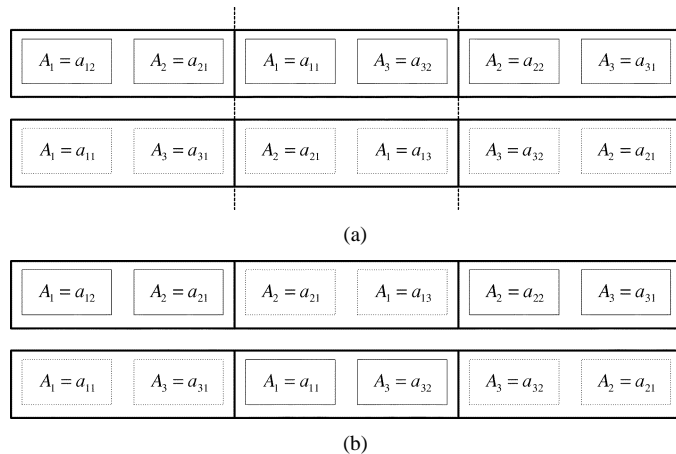 A₁ = a₁₂ A₂ = a₂₁ A₁ = a₁₁ A₃ = a₃₂ A₂ = a₂₂ A₃ = a₃₁
A₁ = a₁₁ A₃ = a₃₁ A₂ = a₂₁ A₁ = a₁₃ A₃ = a₃₂ A₂ = a₂₁
(a)
A₁ = a₁₂ A₂ = a₂₁ A₂ = a₂₁ A₁ = a₁₃ A₂ = a₂₂ A₃ = a₃₁
A₁ = a₁₁ A₃ = a₃₁ A₁ = a₁₁ A₃ = a₃₂ A₃ = a₃₂ A₂ = a₂₁
(b)